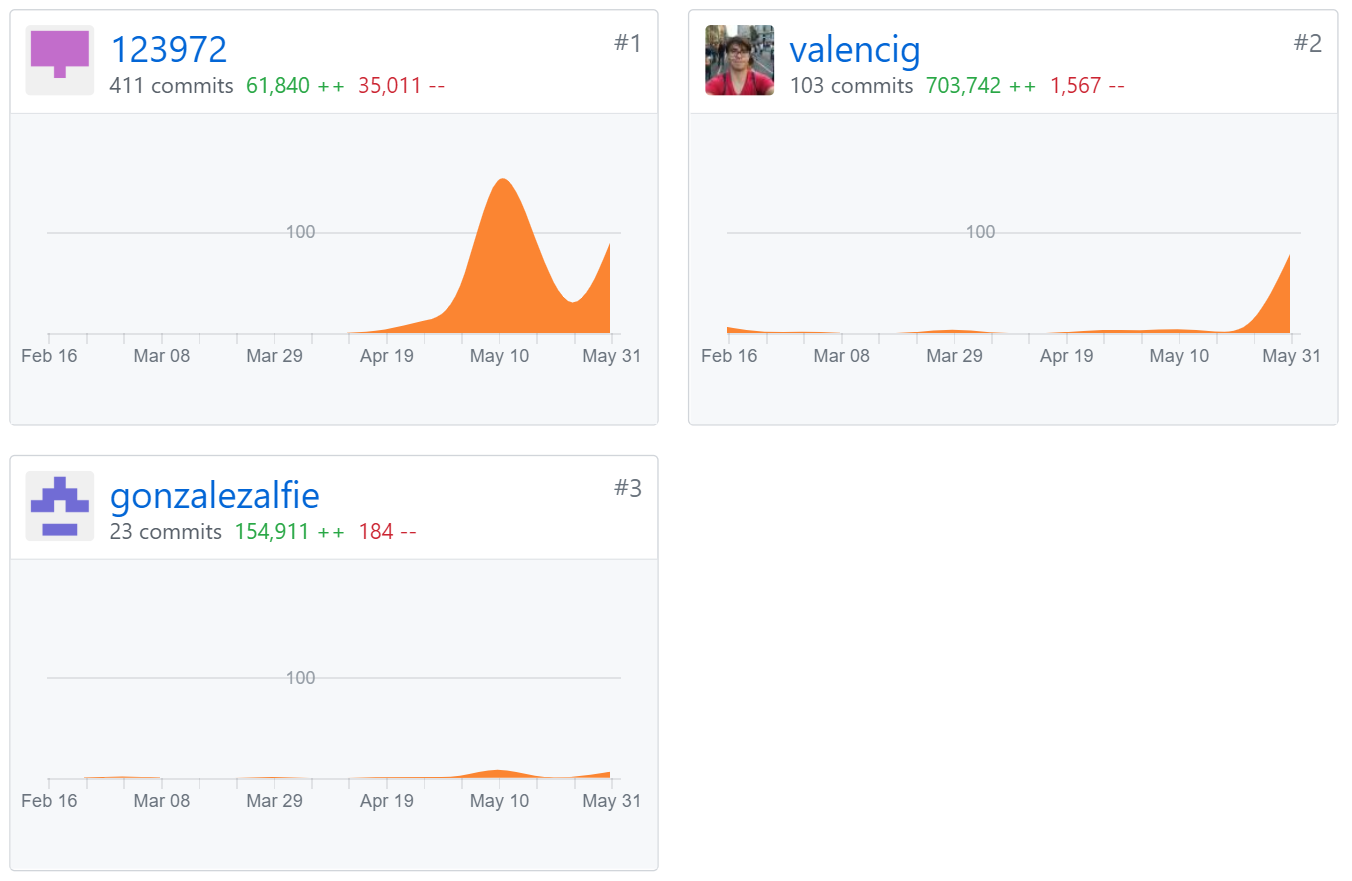 123972
#1
411 commits 61,840 ++ 35,011 --
100
Feb 16 Mar 08 Mar 29 Apr 19 May 10 May 31
valencig
#2
103 commits 703,742 ++ 1,567 --
100
Feb 16 Mar 08 Mar 29 Apr 19 May 10 May 31
gonzalezalfie
#3
23 commits 154,911 ++ 184 --
100
Feb 16 Mar 08 Mar 29 Apr 19 May 10 May 31